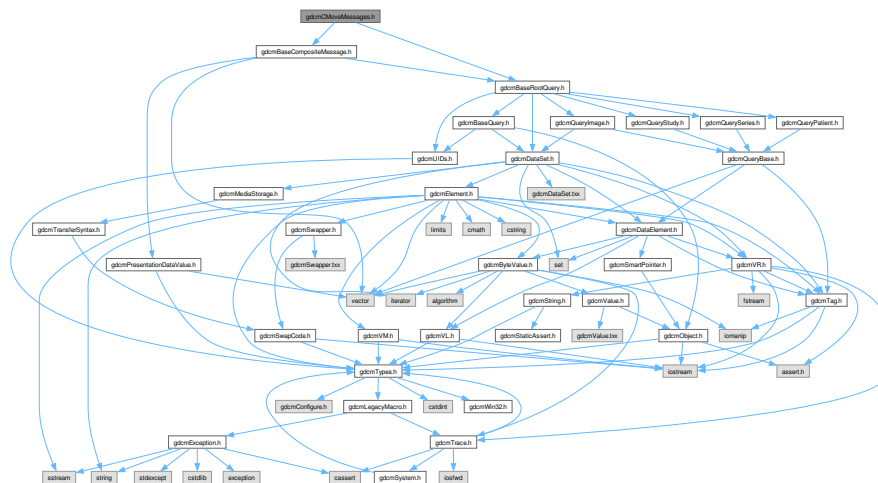 gdcmCMoveMessages.h
gdcmBaseCompositeMessage.h
gdcmBaseRootQuery.h
gdcmBaseQuery.h
gdcmQueryImage.h
gdcmQueryStudy.h
gdcmQuerySeries.h
gdcmQueryPatient.h
gdcmUIDs.h
gdcmDataSet.h
gdcmQueryBase.h
gdcmMediaStorage.h
gdcmElement.h
gdcmDataSet.txx
gdcmTransferSyntax.h
gdcmSwapper.h
limits
cmath
cstring
gdcmDataElement.h
gdcmPresentationDataValue.h
gdcmSwapper.txx
gdcmByteValue.h
set
gdcmSmartPointer.h
gdcmVR.h
vector
iterator
algorithm
gdcmString.h
gdcmValue.h
fstream
gdcmTag.h
gdcmSwapCode.h
gdcmVM.h
gdcmVL.h
gdcmStaticAssert.h
gdcmValue.txx
gdcmObject.h
iomanip
gdcmTypes.h
iostream
assert.h
gdcmConfigure.h
gdcmLegacyMacro.h
cstdint
gdcmWin32.h
gdcmException.h
gdcmTrace.h
sstream
string
stdexcept
cstdlib
exception
cassert
gdcmSystem.h
iosfwd